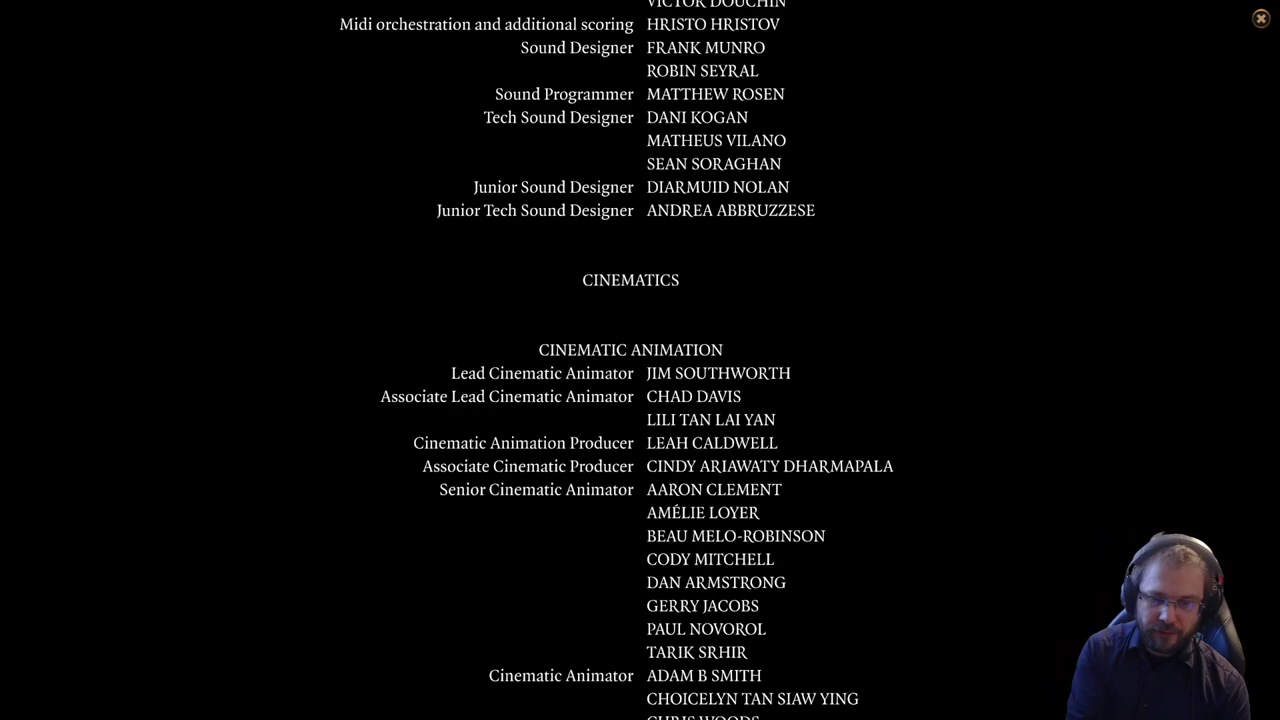 VICTOR DOUCHIN
Midi orchestration and additional scoring HRISTO HRISTOV
Sound Designer FRANK MUNRO
ROBIN SEYRAL
Sound Programmer MATTHEW ROSEN
Tech Sound Designer DANI KOGAN
MATHEUS VILANO
SEAN SORAGHAN
Junior Sound Designer DIARMUID NOLAN
Junior Tech Sound Designer ANDREA ABBRUZZESE
CINEMATICS
CINEMATIC ANIMATION
Lead Cinematic Animator JIM SOUTHWORTH
Associate Lead Cinematic Animator CHAD DAVIS
LILI TAN LAI YAN
Cinematic Animation Producer LEAH CALDWELL
Associate Cinematic Producer CINDY ARIAWATY DHARMAPALA
Senior Cinematic Animator AARON CLEMENT
AMÉLIE LOYER
BEAU MELO-ROBINSON
CODY MITCHELL
DAN ARMSTRONG
GERRY JACOBS
PAUL NOVOROL
TARIK SRHIR
Cinematic Animator ADAM B SMITH
CHOICELYN TAN SIAW YING
CHRIS WOODS